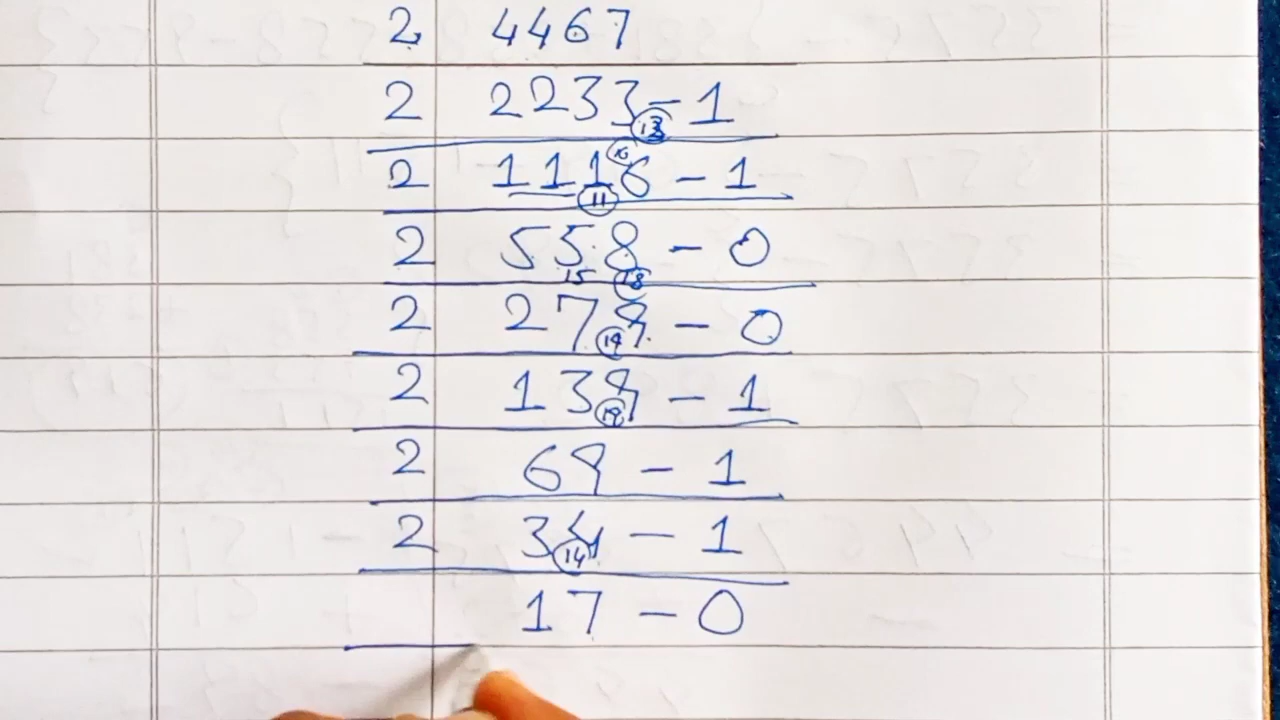 2 4467
2 2233 - 1
2 1116 - 1
2 558 - 0
2 279 - 0
2 139 - 1
2 69 - 1
2 34 - 1
17 - 0